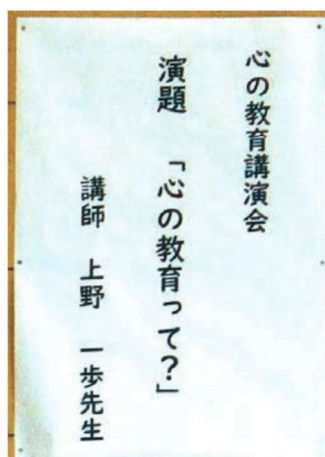 心の教育講演会
演題 「心の教育って？」
講師 上野 一歩先生